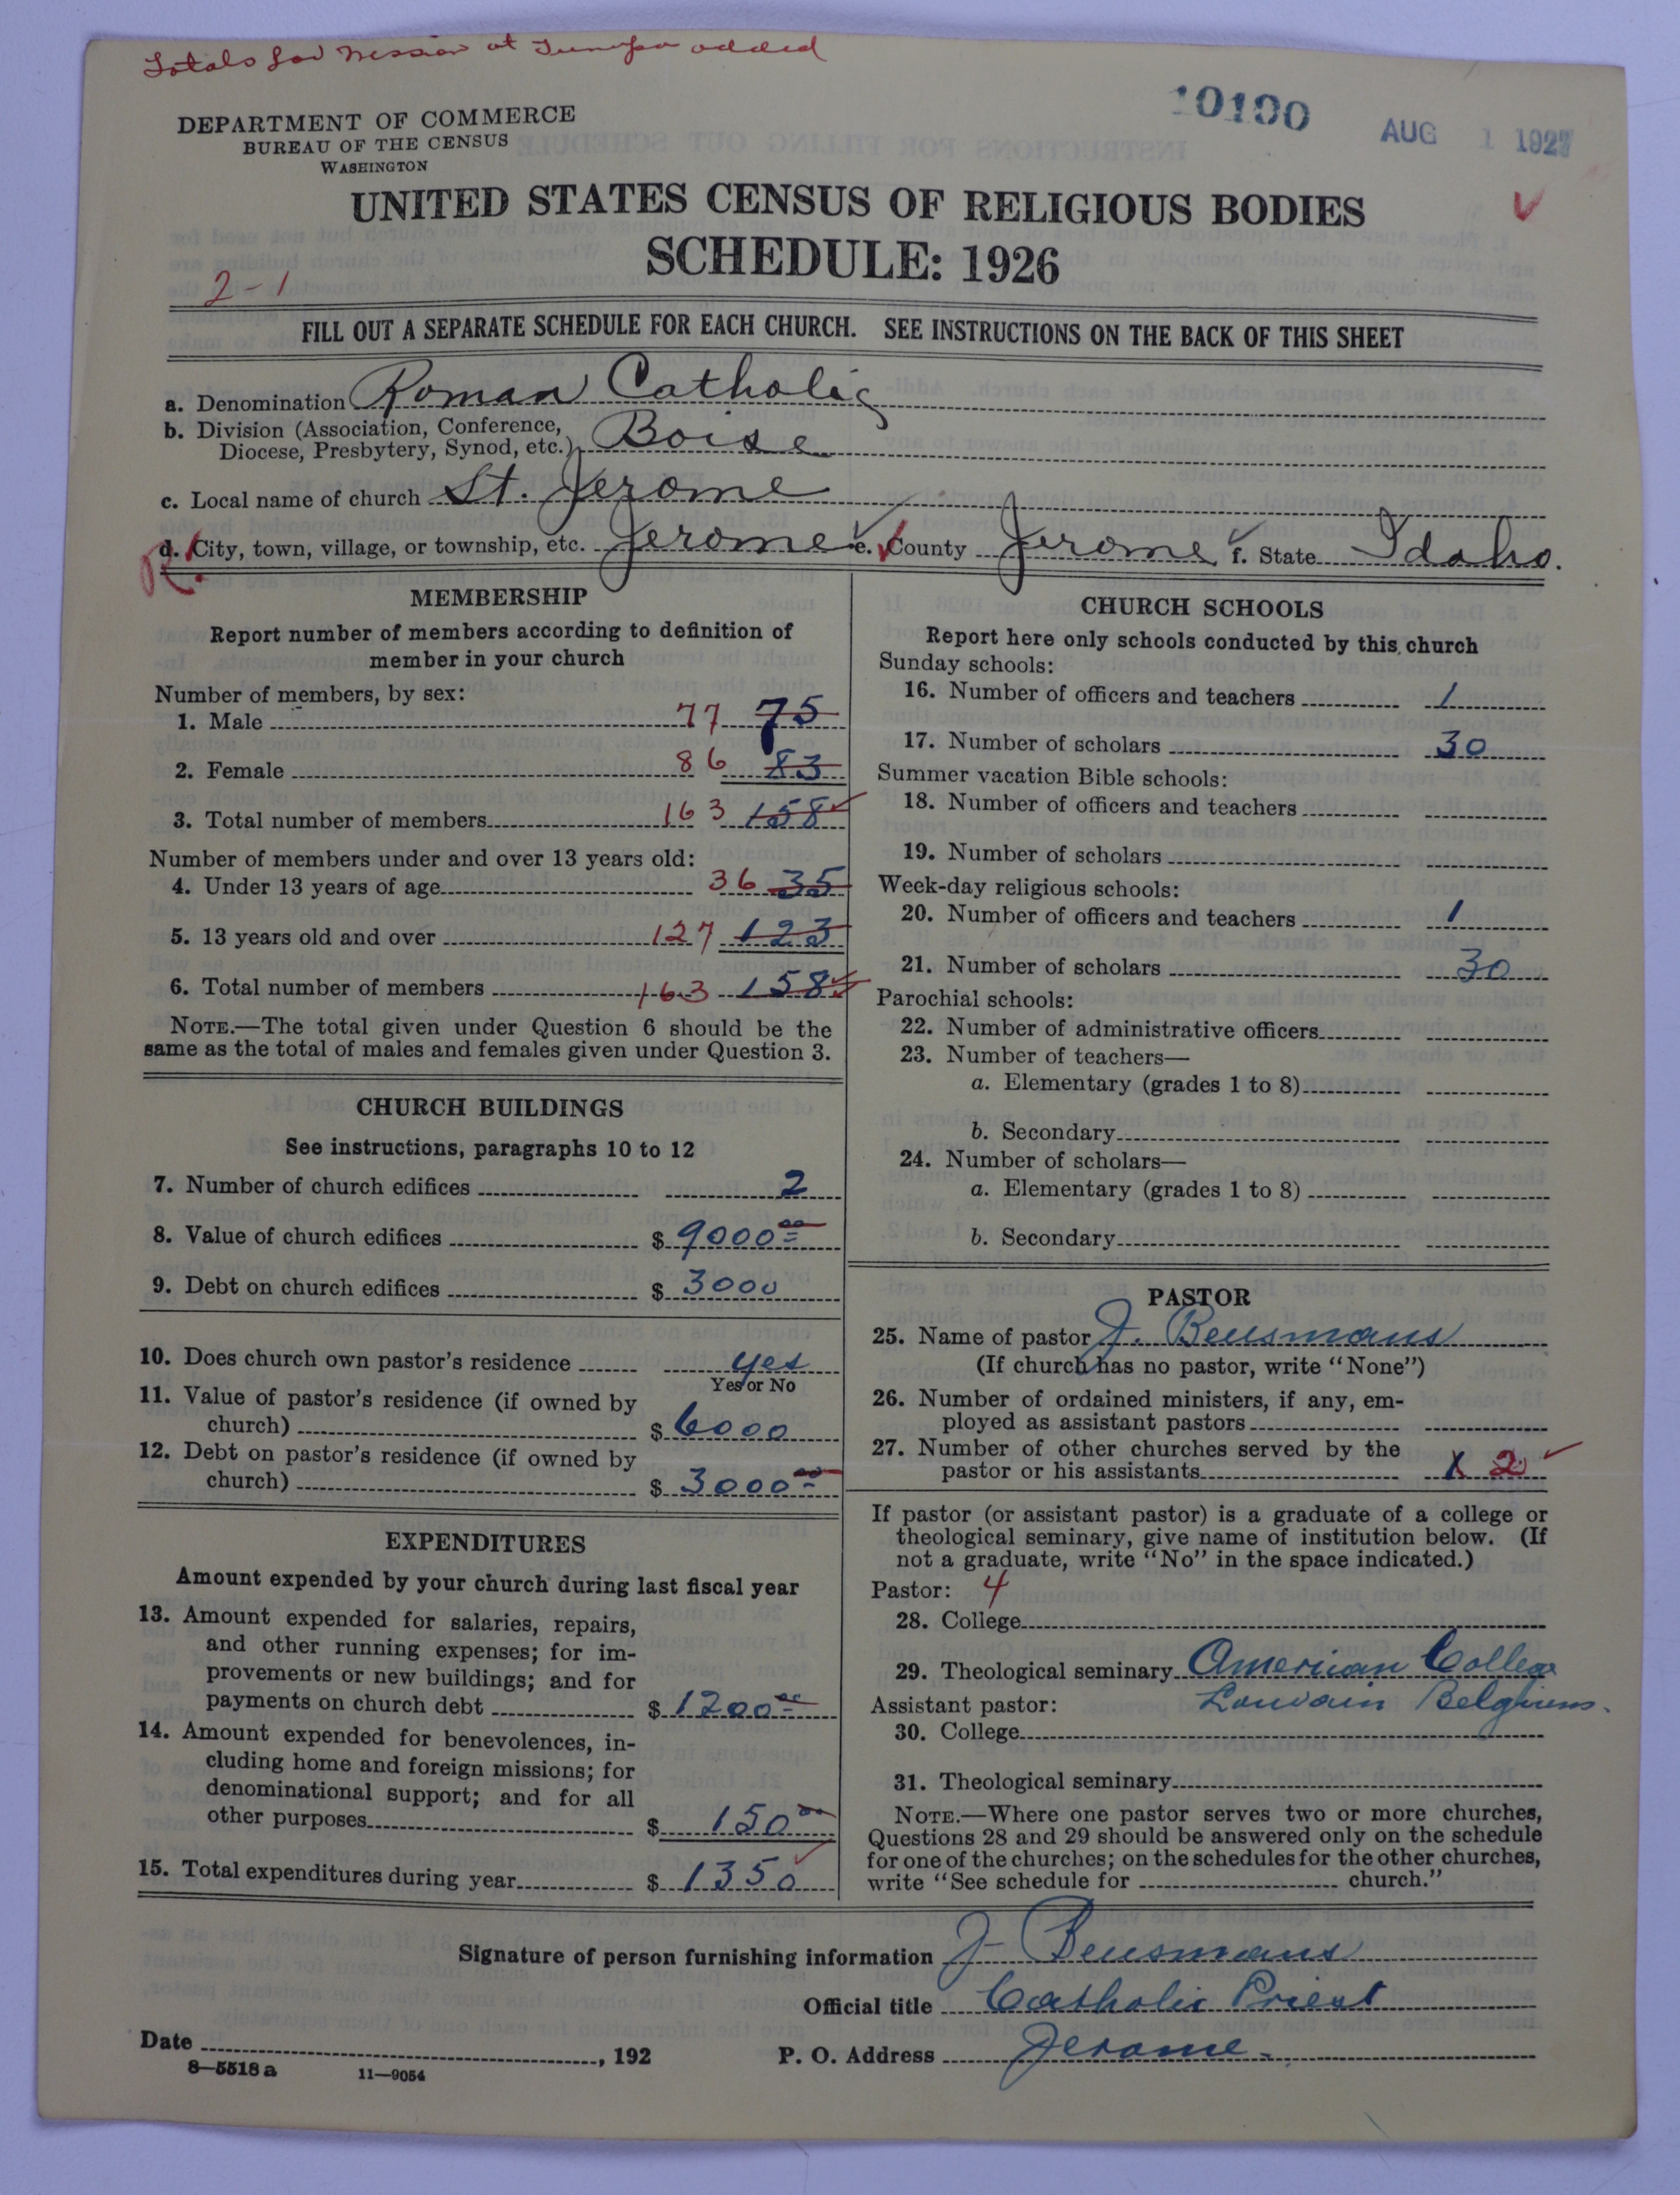 Totals for Mission at added
10100
AUG 1 1927
DEPARTMENT OF COMMERCE
BUREAU OF THE CENSUS
WASHINGTON
UNITED STATES CENSUS OF RELIGIOUS BODIES
SCHEDULE: 1926
2-1
FILL OUT A SEPARATE SCHEDULE FOR EACH CHURCH. SEE INSTRUCTIONS ON THE BACK OF THIS SHEET
a. Denomination Roman Catholic
b. Division (Association, Conference,
Diocese, Presbytery, Synod, etc.) Boise
c. Local name of church St. Jerome
R. d. City, town, village, or township, etc. Jerome e. County Jerome f. State Idaho.
MEMBERSHIP
Report number of members according to definition of
member in your church
Number of members, by sex:
1. Male 77 75
2. Female 86 83
3. Total number of members 163 158
Number of members under and over 13 years old:
4. Under 13 years of age 36 35
5. 13 years old and over 127 123
6. Total number of members 163 158
NOTE.—The total given under Question 6 should be the
same as the total of males and females given under Question 3.
CHURCH BUILDINGS
See instructions, paragraphs 10 to 12
7. Number of church edifices 2
8. Value of church edifices $ 9000 00
9. Debt on church edifices $ 3000
10. Does church own pastor's residence yes
Yes or No
11. Value of pastor's residence (if owned by
church) $ 6000
12. Debt on pastor's residence (if owned by
church) $ 3000 00
EXPENDITURES
Amount expended by your church during last fiscal year
13. Amount expended for salaries, repairs,
and other running expenses; for im-
provements or new buildings; and for
payments on church debt $ 1200 00
14. Amount expended for benevolences, in-
cluding home and foreign missions; for
denominational support; and for all
other purposes $ 150 00
15. Total expenditures during year $ 1350
CHURCH SCHOOLS
Report here only schools conducted by this church
Sunday schools:
16. Number of officers and teachers 1
17. Number of scholars 30
Summer vacation Bible schools:
18. Number of officers and teachers
19. Number of scholars
Week-day religious schools:
20. Number of officers and teachers 1
21. Number of scholars 30
Parochial schools:
22. Number of administrative officers
23. Number of teachers—
a. Elementary (grades 1 to 8)
b. Secondary
24. Number of scholars—
a. Elementary (grades 1 to 8)
b. Secondary
PASTOR
25. Name of pastor J. Beusmans
(If church has no pastor, write "None")
26. Number of ordained ministers, if any, em-
ployed as assistant pastors
27. Number of other churches served by the
pastor or his assistants 2
If pastor (or assistant pastor) is a graduate of a college or
theological seminary, give name of institution below. (If
not a graduate, write "No" in the space indicated.)
Pastor: 4
28. College
29. Theological seminary American College
Assistant pastor: Louvain Belgium.
30. College
31. Theological seminary
NOTE.—Where one pastor serves two or more churches,
Questions 28 and 29 should be answered only on the schedule
for one of the churches; on the schedules for the other churches,
write "See schedule for church."
Signature of person furnishing information J. Beusmans
Official title Catholic Priest
Date , 192
P. O. Address Jerome.
8—5518 a
11—9054